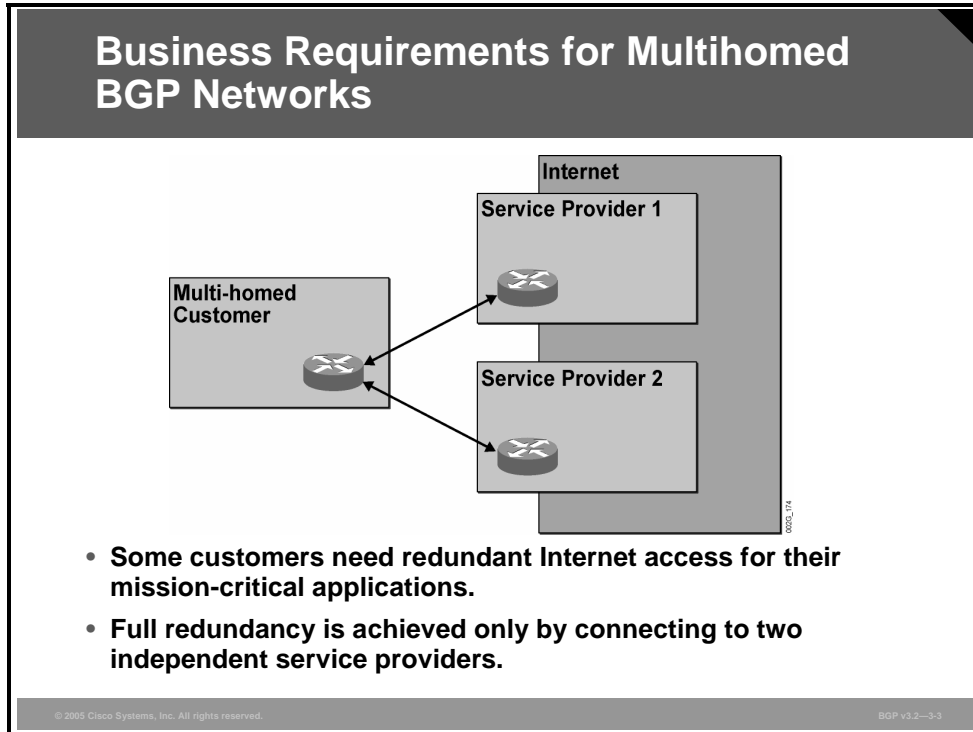 Business Requirements for Multihomed
BGP Networks
Internet
Service Provider 1
Multi-homed
Customer
Service Provider 2
002G_174
• Some customers need redundant Internet access for their
mission-critical applications.
• Full redundancy is achieved only by connecting to two
independent service providers.
© 2005 Cisco Systems, Inc. All rights reserved.
BGP v3.2—3-3